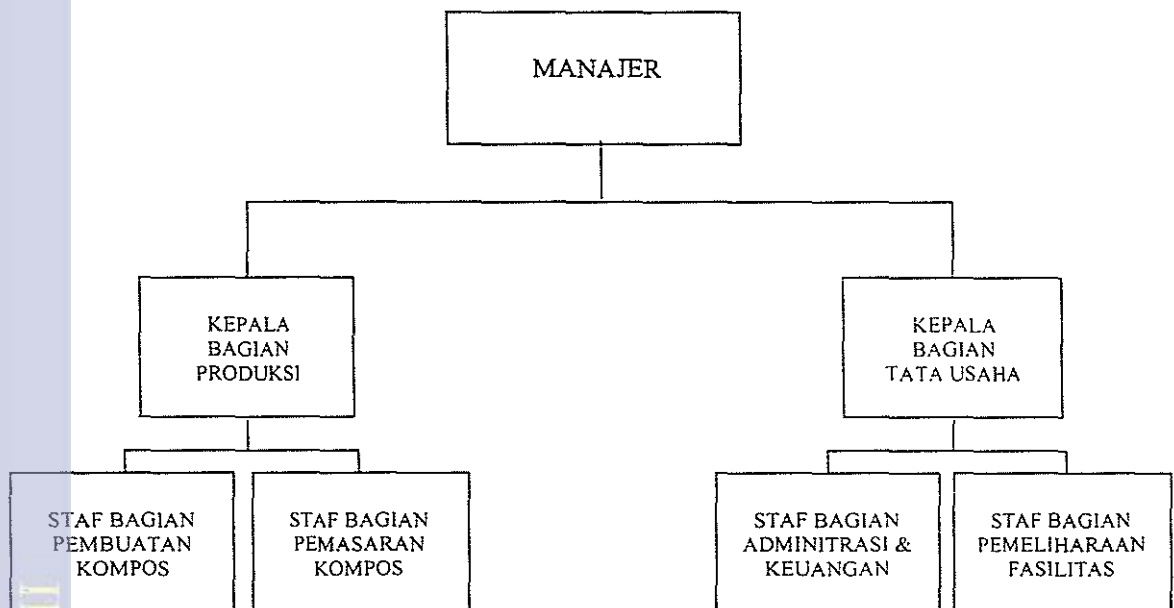 MANAJER
KEPALA
BAGIAN
PRODUKSI
KEPALA
BAGIAN
TATA USAHA
STAF BAGIAN
PEMBUATAN
KOMPOS
STAF BAGIAN
PEMASARAN
KOMPOS
STAF BAGIAN
ADMINITRASI &
KEUANGAN
STAF BAGIAN
PEMELIHARAAN
FASILITAS